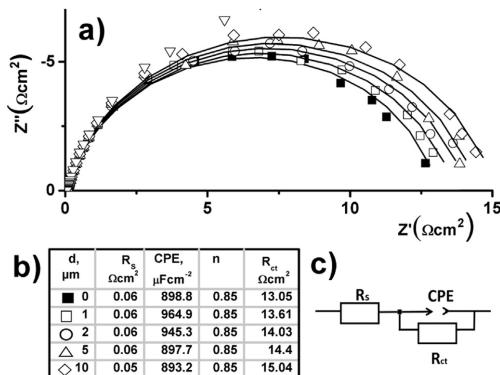 a)
Z"(Ωcm²)
-5
0
0 5 10 15
Z'(Ωcm²)
b)
d, μm Rs Ωcm² CPE, μFcm⁻² n Rct Ωcm²
■ 0 0.06 898.8 0.85 13.05
□ 1 0.06 964.9 0.85 13.61
○ 2 0.06 945.3 0.85 14.03
△ 5 0.06 897.7 0.85 14.4
◇ 10 0.05 893.2 0.85 15.04
c)
Rs CPE
Rct